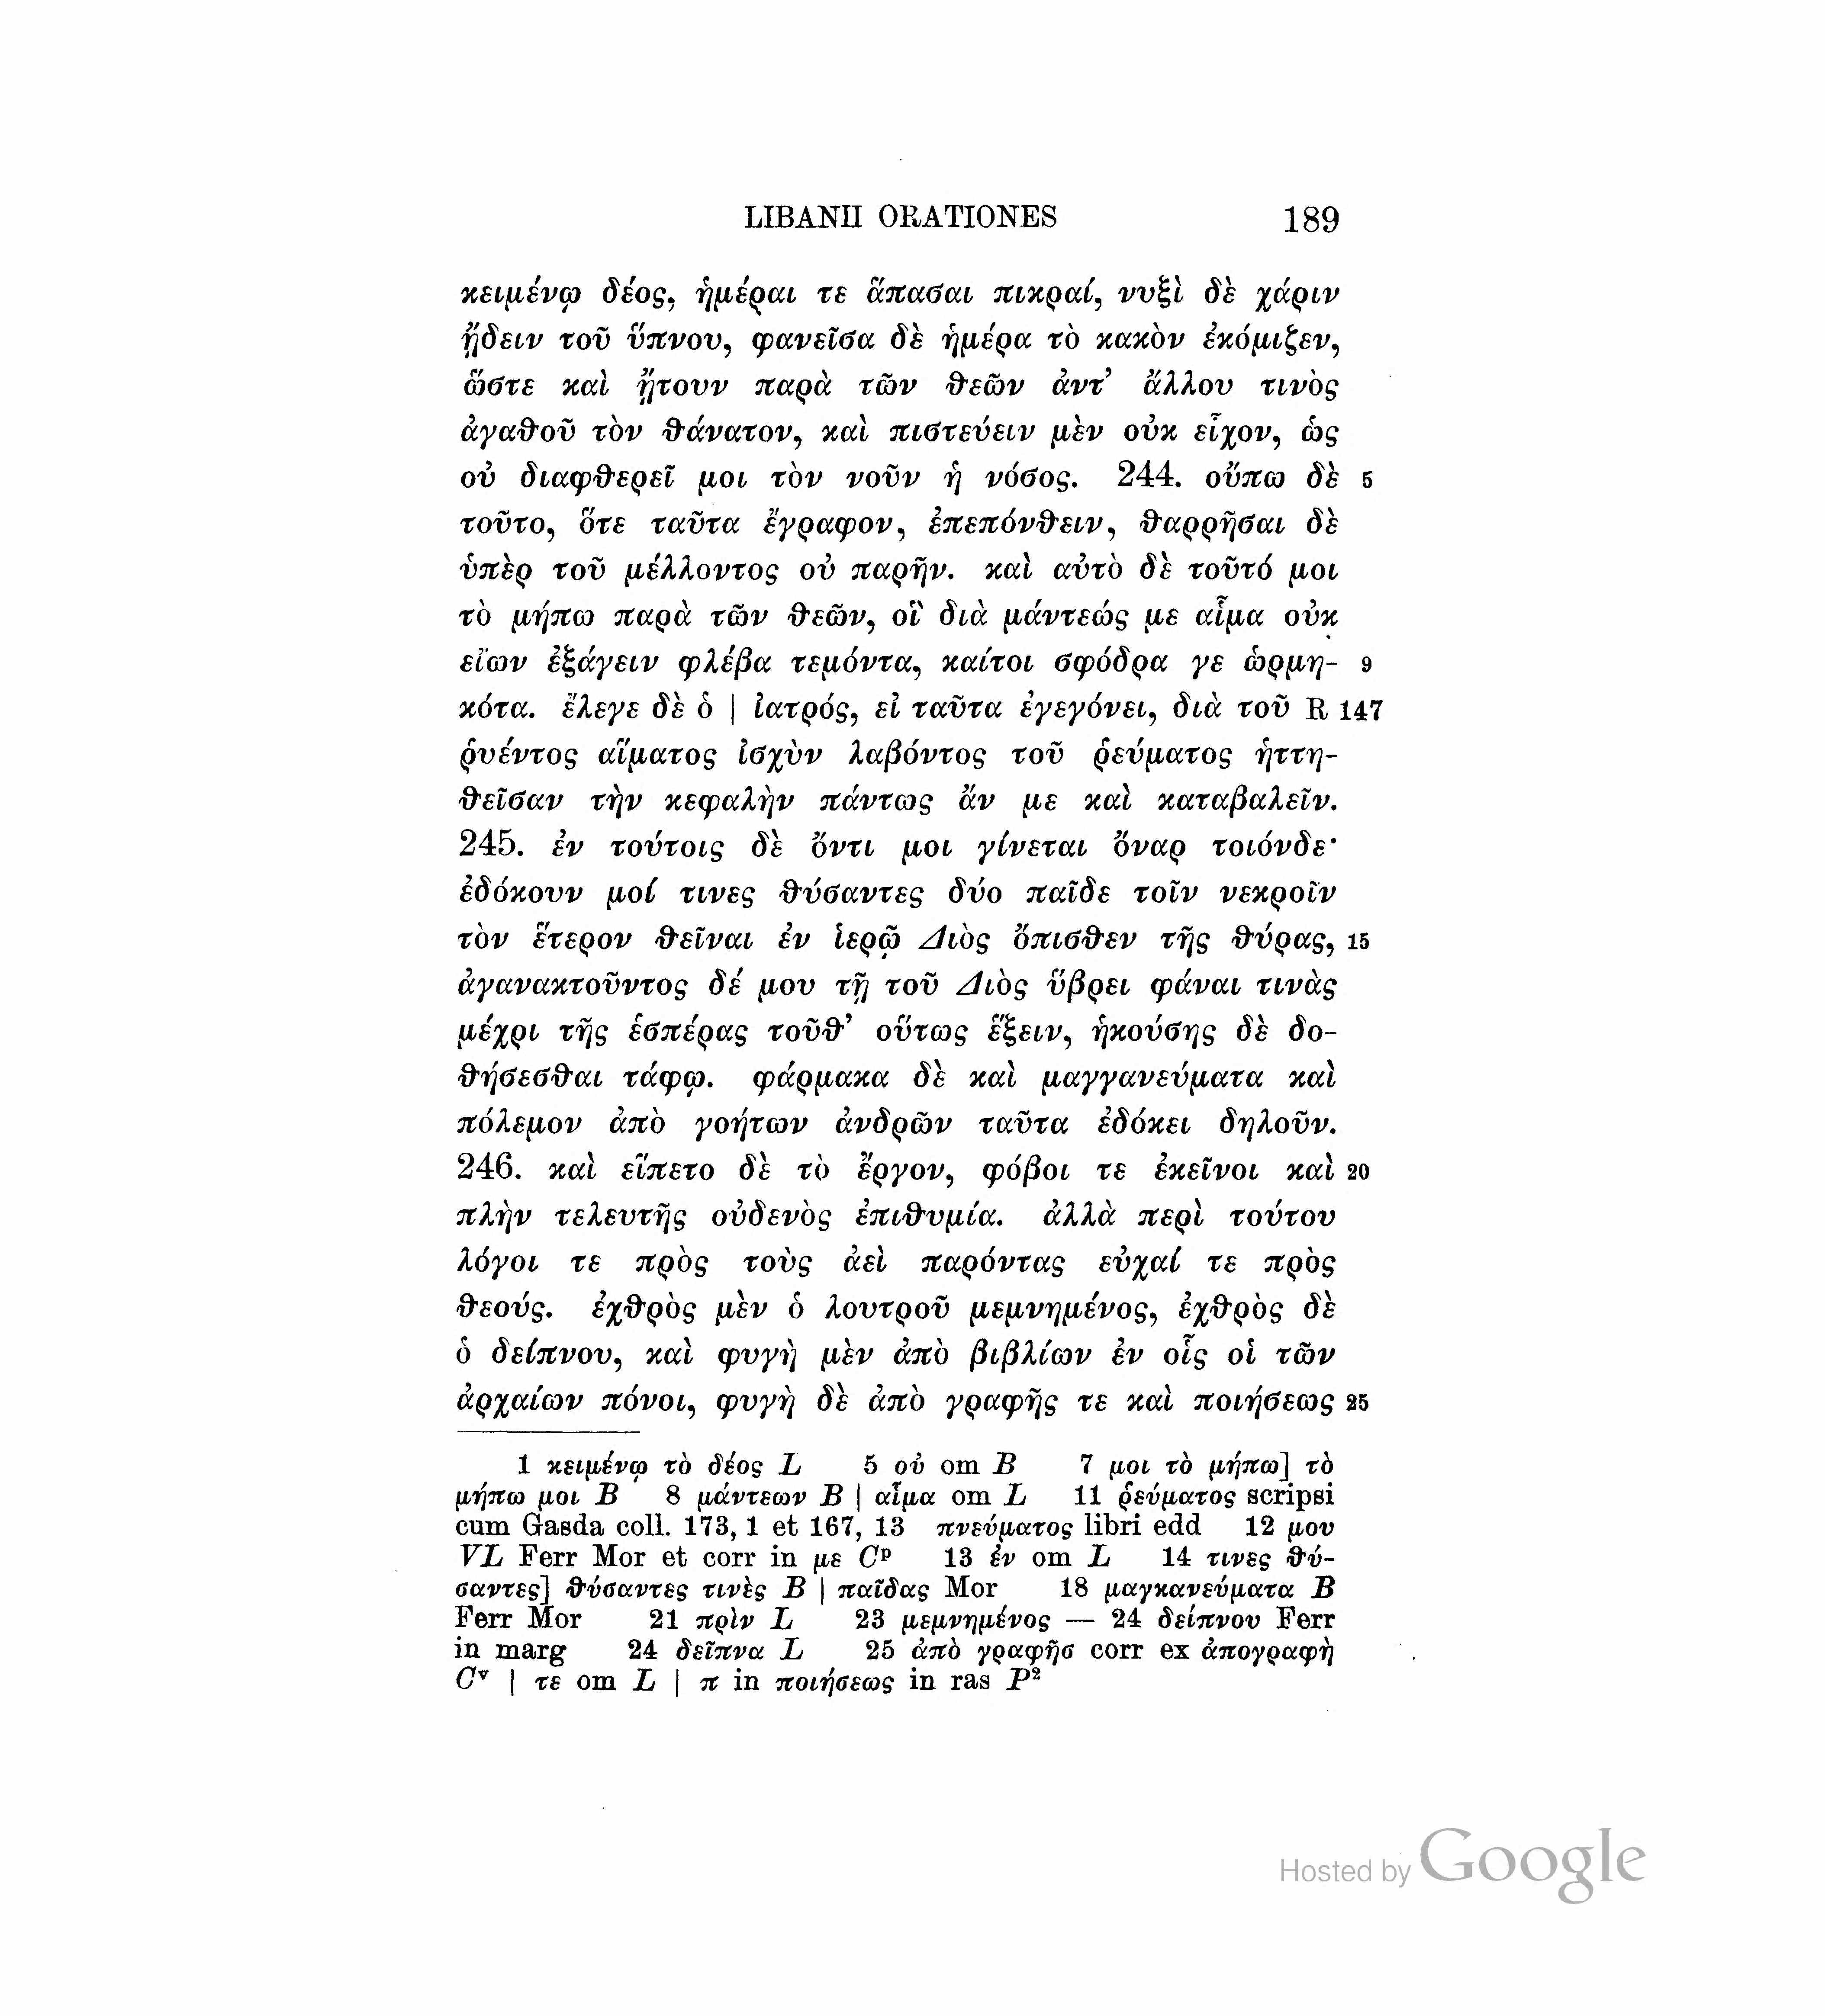 LIBANII ORATIONES 189
κειμένῳ δέος, ἡμέραι τε ἅπασαι πικραί, νυξὶ δὲ χάριν
ᾔδειν τοῦ ὕπνου, φανεῖσα δὲ ἡμέρα τὸ κακὸν ἐκόμιζεν,
ὥστε καὶ ᾔτουν παρὰ τῶν θεῶν ἀντ’ ἄλλου τινὸς
ἀγαθοῦ τὸν θάνατον, καὶ πιστεύειν μὲν οὐκ εἶχον, ὡς
οὐ διαφθερεῖ μοι τὸν νοῦν ἡ νόσος. 244. οὔπω δὲ 5
τοῦτο, ὅτε ταῦτα ἔγραφον, ἐπεπόνθειν, θαρρῆσαι δὲ
ὑπὲρ τοῦ μέλλοντος οὐ παρῆν. καὶ αὐτὸ δὲ τοῦτό μοι
τὸ μήπω παρὰ τῶν θεῶν, οἳ διὰ μάντεώς με αἷμα οὐκ
εἴων ἐξάγειν φλέβα τεμόντα, καίτοι σφόδρα γε ὡρμη- 9
κότα. ἔλεγε δὲ ὁ | ἰατρός, εἰ ταῦτα ἐγεγόνει, διὰ τοῦ R 147
ῥυέντος αἵματος ἰσχὺν λαβόντος τοῦ ῥεύματος ἡττη-
θεῖσαν τὴν κεφαλὴν πάντως ἄν με καὶ καταβαλεῖν.
245. ἐν τούτοις δὲ ὄντι μοι γίνεται ὄναρ τοιόνδε·
ἐδόκουν μοί τινες θύσαντες δύο παῖδε τοῖν νεκροῖν
τὸν ἕτερον θεῖναι ἐν ἱερῷ Διὸς ὄπισθεν τῆς θύρας, 15
ἀγανακτοῦντος δέ μου τῇ τοῦ Διὸς ὕβρει φάναι τινὰς
μέχρι τῆς ἑσπέρας τοῦθ’ οὕτως ἕξειν, ἡκούσης δὲ δο-
θήσεσθαι τάφῳ. φάρμακα δὲ καὶ μαγγανεύματα καὶ
πόλεμον ἀπὸ γοήτων ἀνδρῶν ταῦτα ἐδόκει δηλοῦν.
246. καὶ εἵπετο δὲ τὸ ἔργον, φόβοι τε ἐκεῖνοι καὶ 20
πλὴν τελευτῆς οὐδενὸς ἐπιθυμία. ἀλλὰ περὶ τούτου
λόγοι τε πρὸς τοὺς ἀεὶ παρόντας εὐχαί τε πρὸς
θεούς. ἐχθρὸς μὲν ὁ λουτροῦ μεμνημένος, ἐχθρὸς δὲ
ὁ δείπνου, καὶ φυγὴ μὲν ἀπὸ βιβλίων ἐν οἷς οἱ τῶν
ἀρχαίων πόνοι, φυγὴ δὲ ἀπὸ γραφῆς τε καὶ ποιήσεως 25
1 κειμένῳ τὸ δέος L 5 οὐ om B 7 μοι τὸ μήπω] τὸ
μήπω μοι B 8 μάντεων B | αἷμα om L 11 ῥεύματος scripsi
cum Gasda coll. 173, 1 et 167, 13 πνεύματος libri edd 12 μου
VL Ferr Mor et corr in με Cᵖ 13 ἐν om L 14 τινες θύ-
σαντες] θύσαντες τινὲς B | παῖδας Mor 18 μαγκανεύματα B
Ferr Mor 21 πρὶν L 23 μεμνημένος — 24 δείπνου Ferr
in marg 24 δεῖπνα L 25 ἀπὸ γραφῆσ corr ex ἀπογραφὴ
Cᵛ | τε om L | π in ποιήσεως in ras P²
Hosted by Google